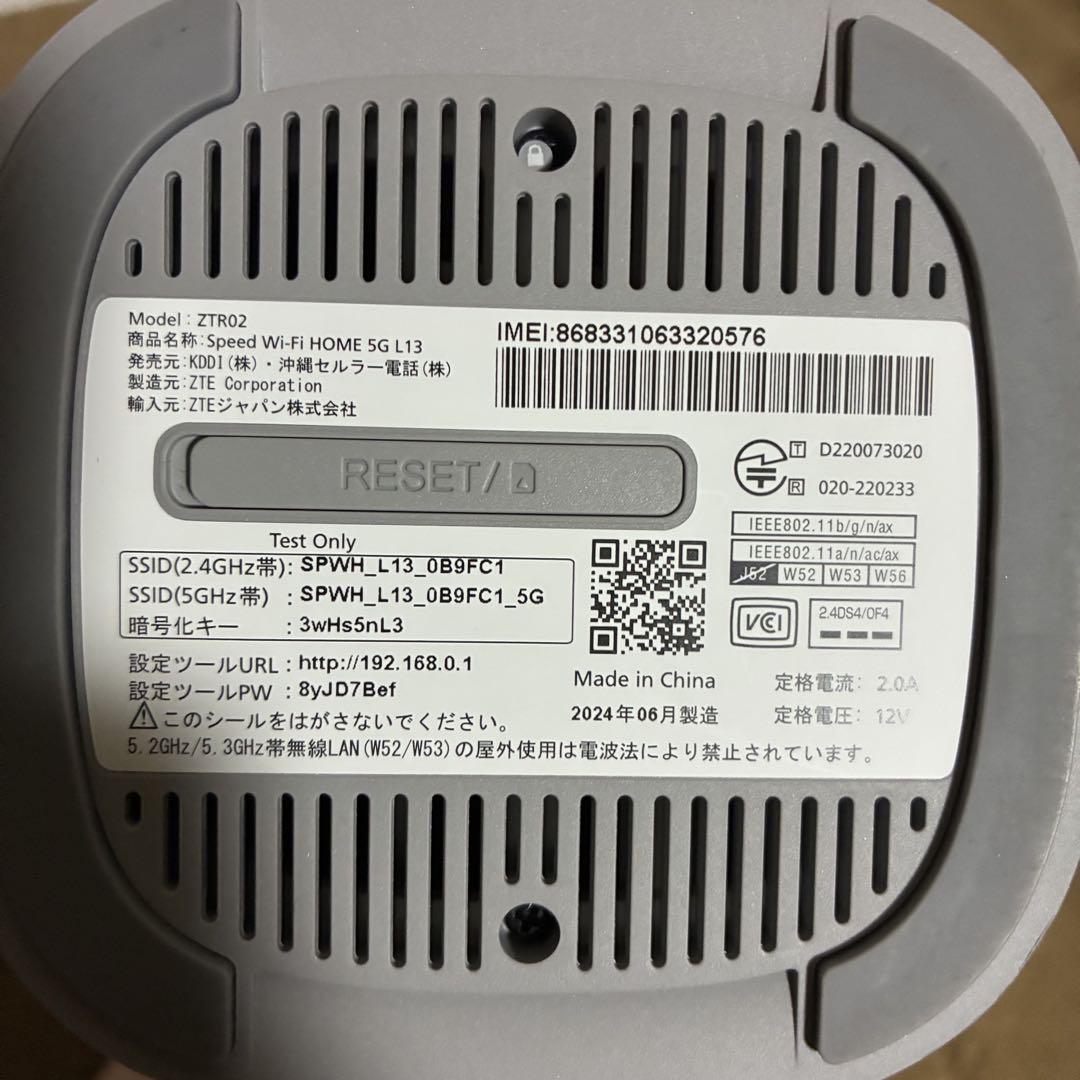 Model : ZTR02
商品名称:Speed Wi-Fi HOME 5G L13
発売元:KDDI(株)・沖縄セルラー電話(株)
製造元:ZTE Corporation
輸入元:ZTEジャパン株式会社
IMEI:868331063320576
RESET/
T D220073020
R 020-220233
IEEE802.11b/g/n/ax
IEEE802.11a/n/ac/ax
J52 W52 W53 W56
VCCI
2.4DS4/OF4
Test Only
SSID(2.4GHz帯): SPWH_L13_0B9FC1
SSID(5GHz帯) : SPWH_L13_0B9FC1_5G
暗号化キー : 3wHs5nL3
設定ツールURL : http://192.168.0.1
設定ツールPW : 8yJD7Bef
Made in China
2024年06月製造
定格電流: 2.0A
定格電圧: 12V
このシールをはがさないでください。
5.2GHz/5.3GHz帯無線LAN(W52/W53)の屋外使用は電波法により禁止されています。